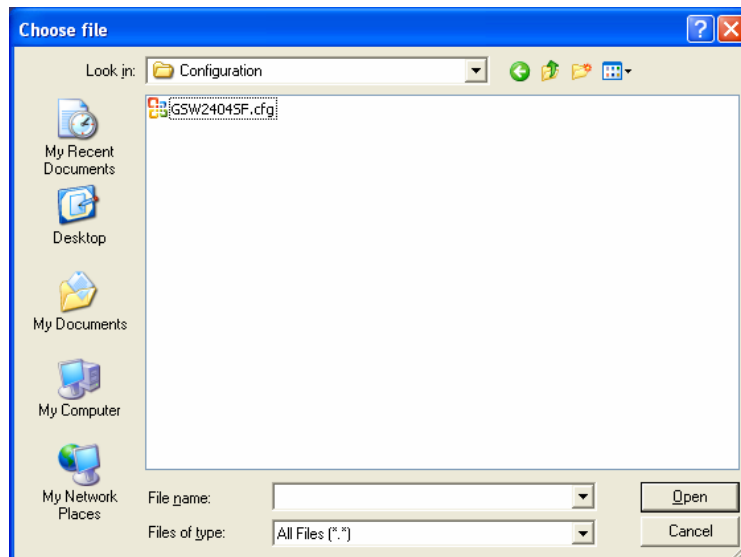 Choose file
Look in:
Configuration
GSW2404SF.cfg
My Recent
Documents
Desktop
My Documents
My Computer
My Network
Places
File name:
Open
Files of type:
All Files (*.*)
Cancel